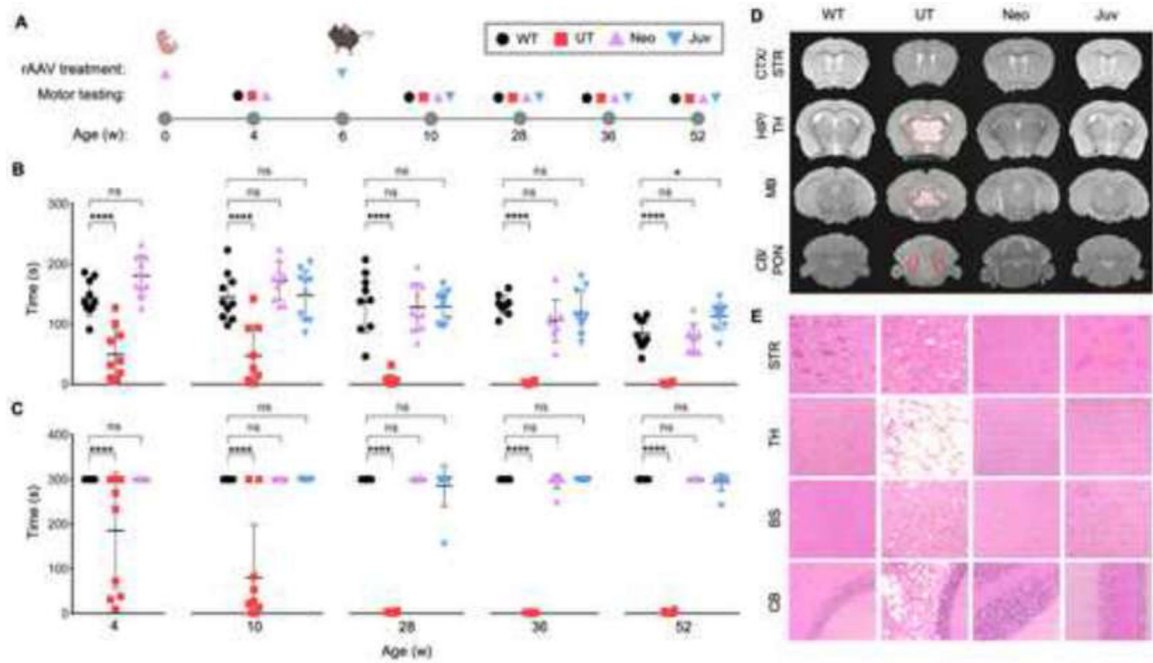 A
WT UT Neo Juv
rAAV treatment:
Motor testing:
Age (w) 0 4 6 10 28 36 52
B
ns ns ns ns *
ns ns ns ns
**** **** **** **** ****
300
200
100
0
Time (s)
C
ns ns ns ns
ns ns ns ns ns
**** **** **** ****
400
300
200
100
0
Time (s)
4 10 28 36 52
Age (w)
D
WT UT Neo Juv
CTX/
STR
HIP/
TH
MB
CB/
PON
E
STR
TH
BS
CB